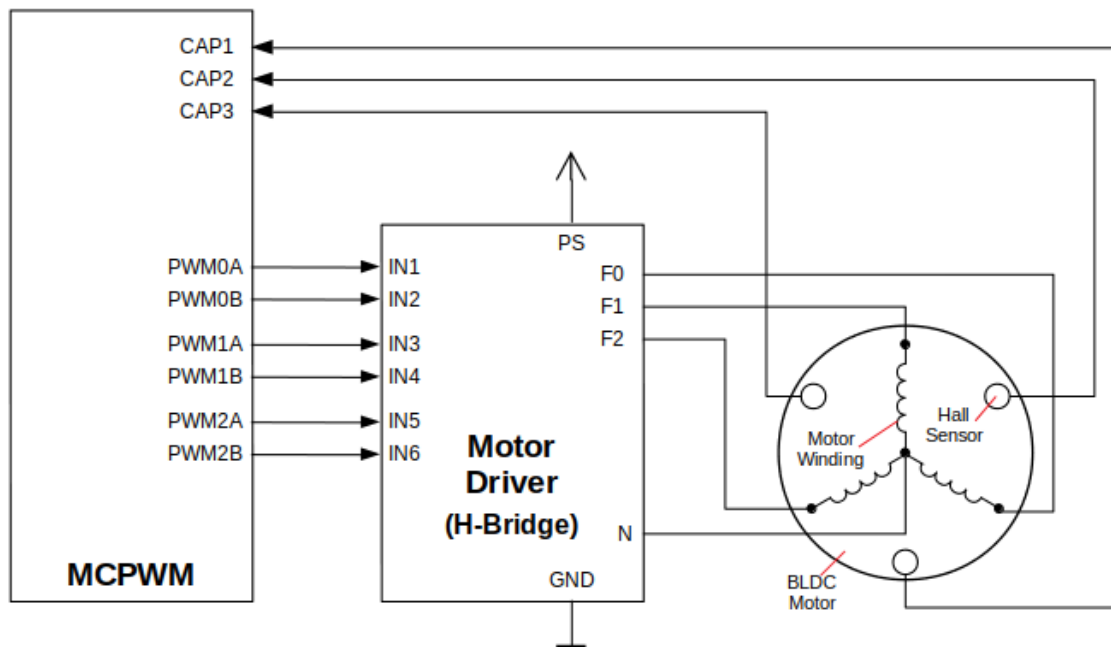 CAP1
CAP2
CAP3
PS
PWM0A
IN1
F0
PWM0B
IN2
F1
PWM1A
IN3
F2
PWM1B
IN4
PWM2A
IN5
PWM2B
IN6
Motor
Driver
(H-Bridge)
Hall
Sensor
Motor
Winding
N
MCPWM
GND
BLDC
Motor